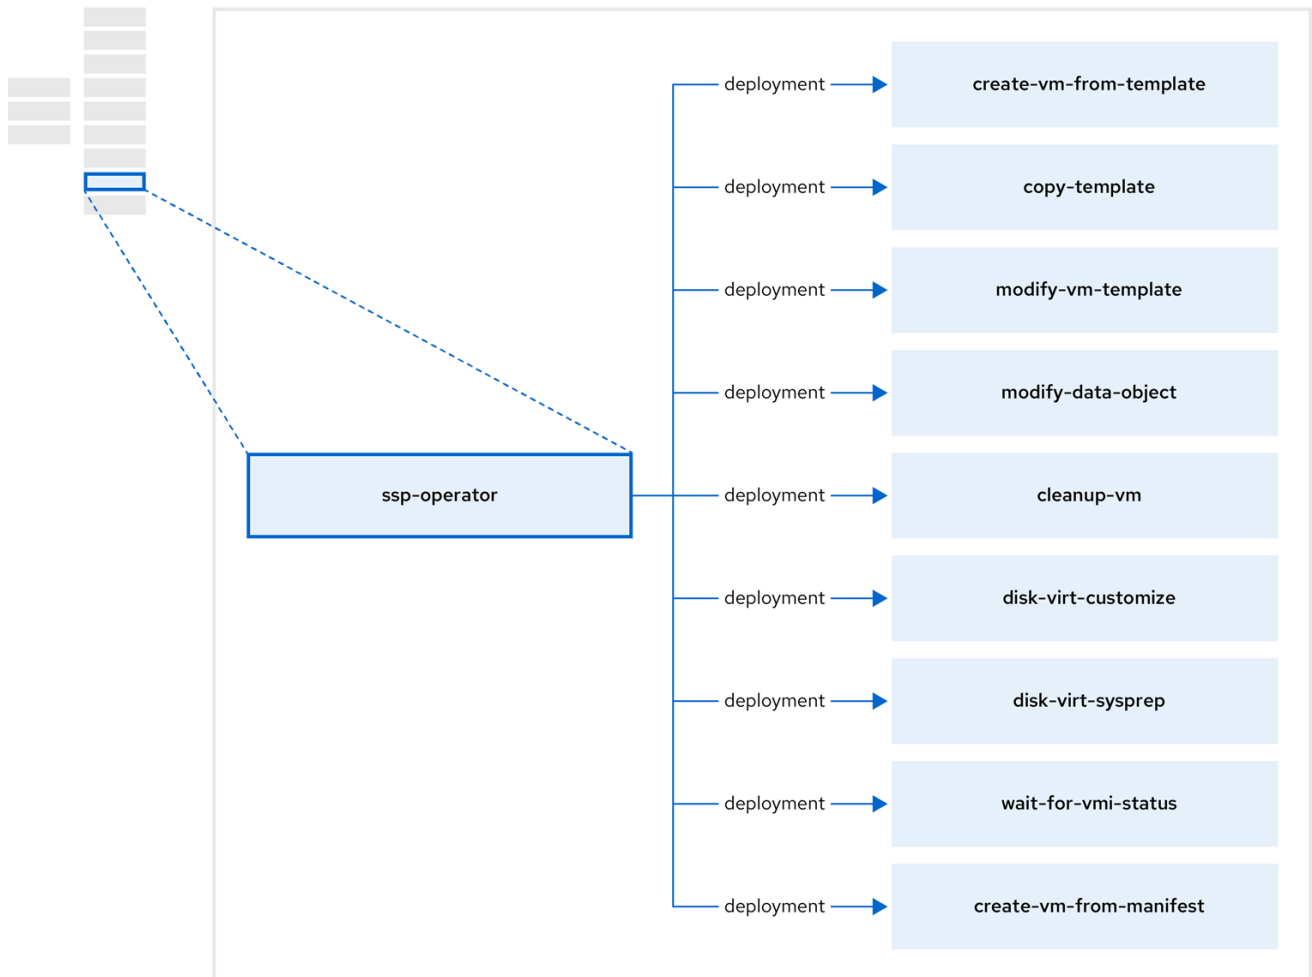 deployment
create-vm-from-template
deployment
copy-template
deployment
modify-vm-template
deployment
modify-data-object
ssp-operator
deployment
cleanup-vm
deployment
disk-virt-customize
deployment
disk-virt-sysprep
deployment
wait-for-vmi-status
deployment
create-vm-from-manifest